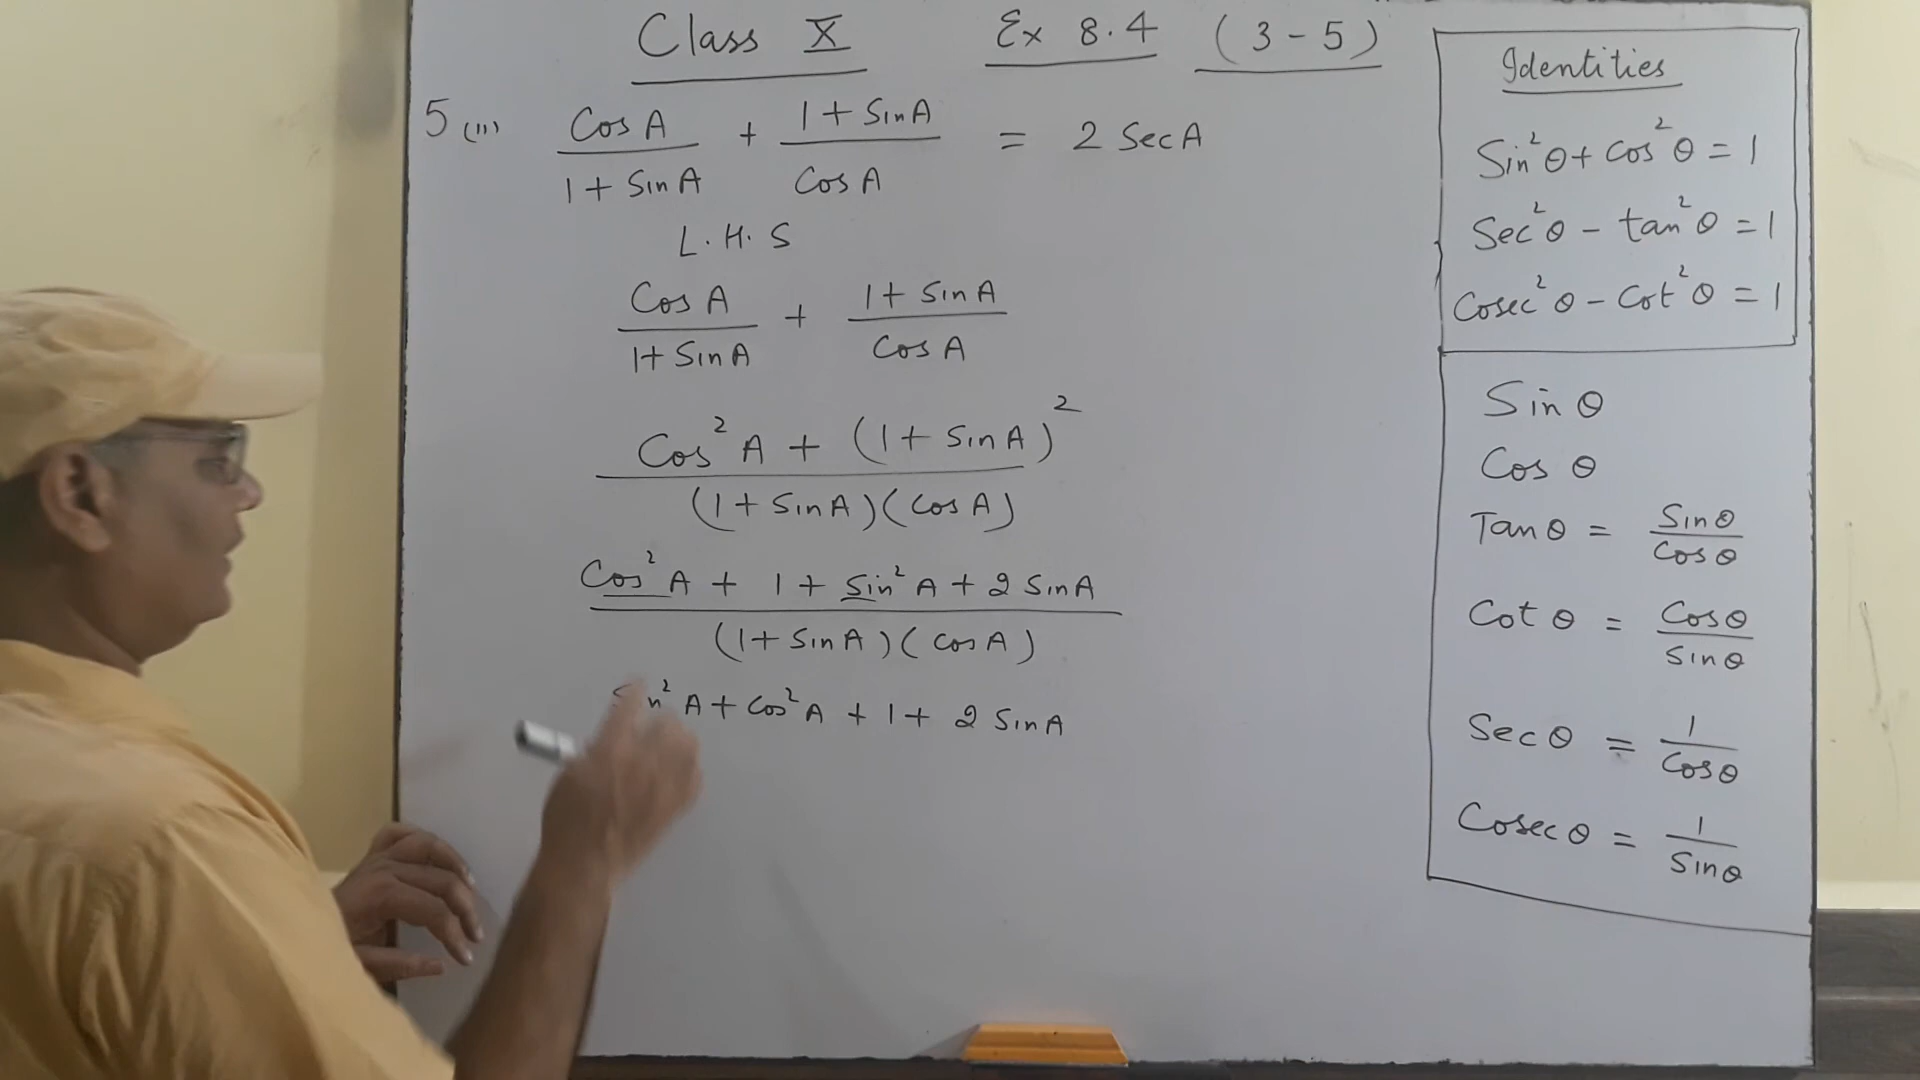 Class X Ex 8.4 (3-5)
5 (11) Cos A / 1 + Sin A + 1 + Sin A / Cos A = 2 Sec A
L.H.S
Cos A / 1 + Sin A + 1 + Sin A / Cos A
Cos² A + (1 + Sin A)² / (1 + Sin A)(Cos A)
Cos² A + 1 + Sin² A + 2 Sin A / (1 + Sin A)(Cos A)
A + Cos² A + 1 + 2 Sin A
Identities
Sin² θ + Cos² θ = 1
Sec² θ - tan² θ = 1
Cosec² θ - Cot² θ = 1
Sin θ
Cos θ
Tan θ = Sin θ / Cos θ
Cot θ = Cos θ / Sin θ
Sec θ = 1 / Cos θ
Cosec θ = 1 / Sin θ